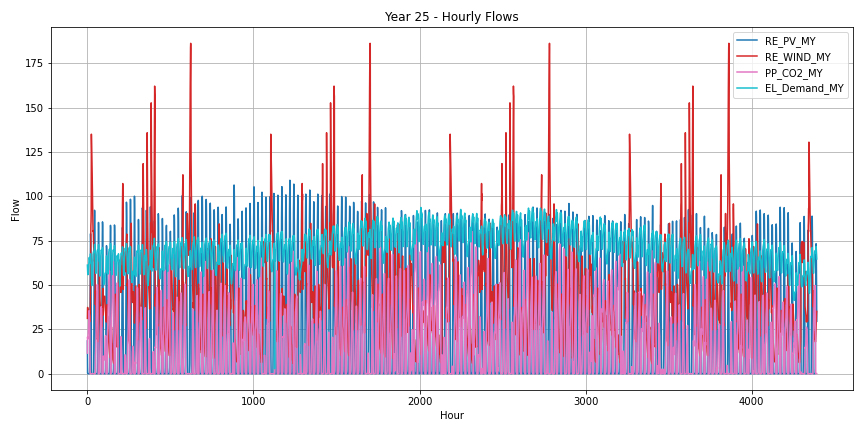 Year 25 - Hourly Flows
RE_PV_MY
RE_WIND_MY
PP_CO2_MY
EL_Demand_MY
175
150
125
100
75
50
25
0
Flow
0 1000 2000 3000 4000
Hour